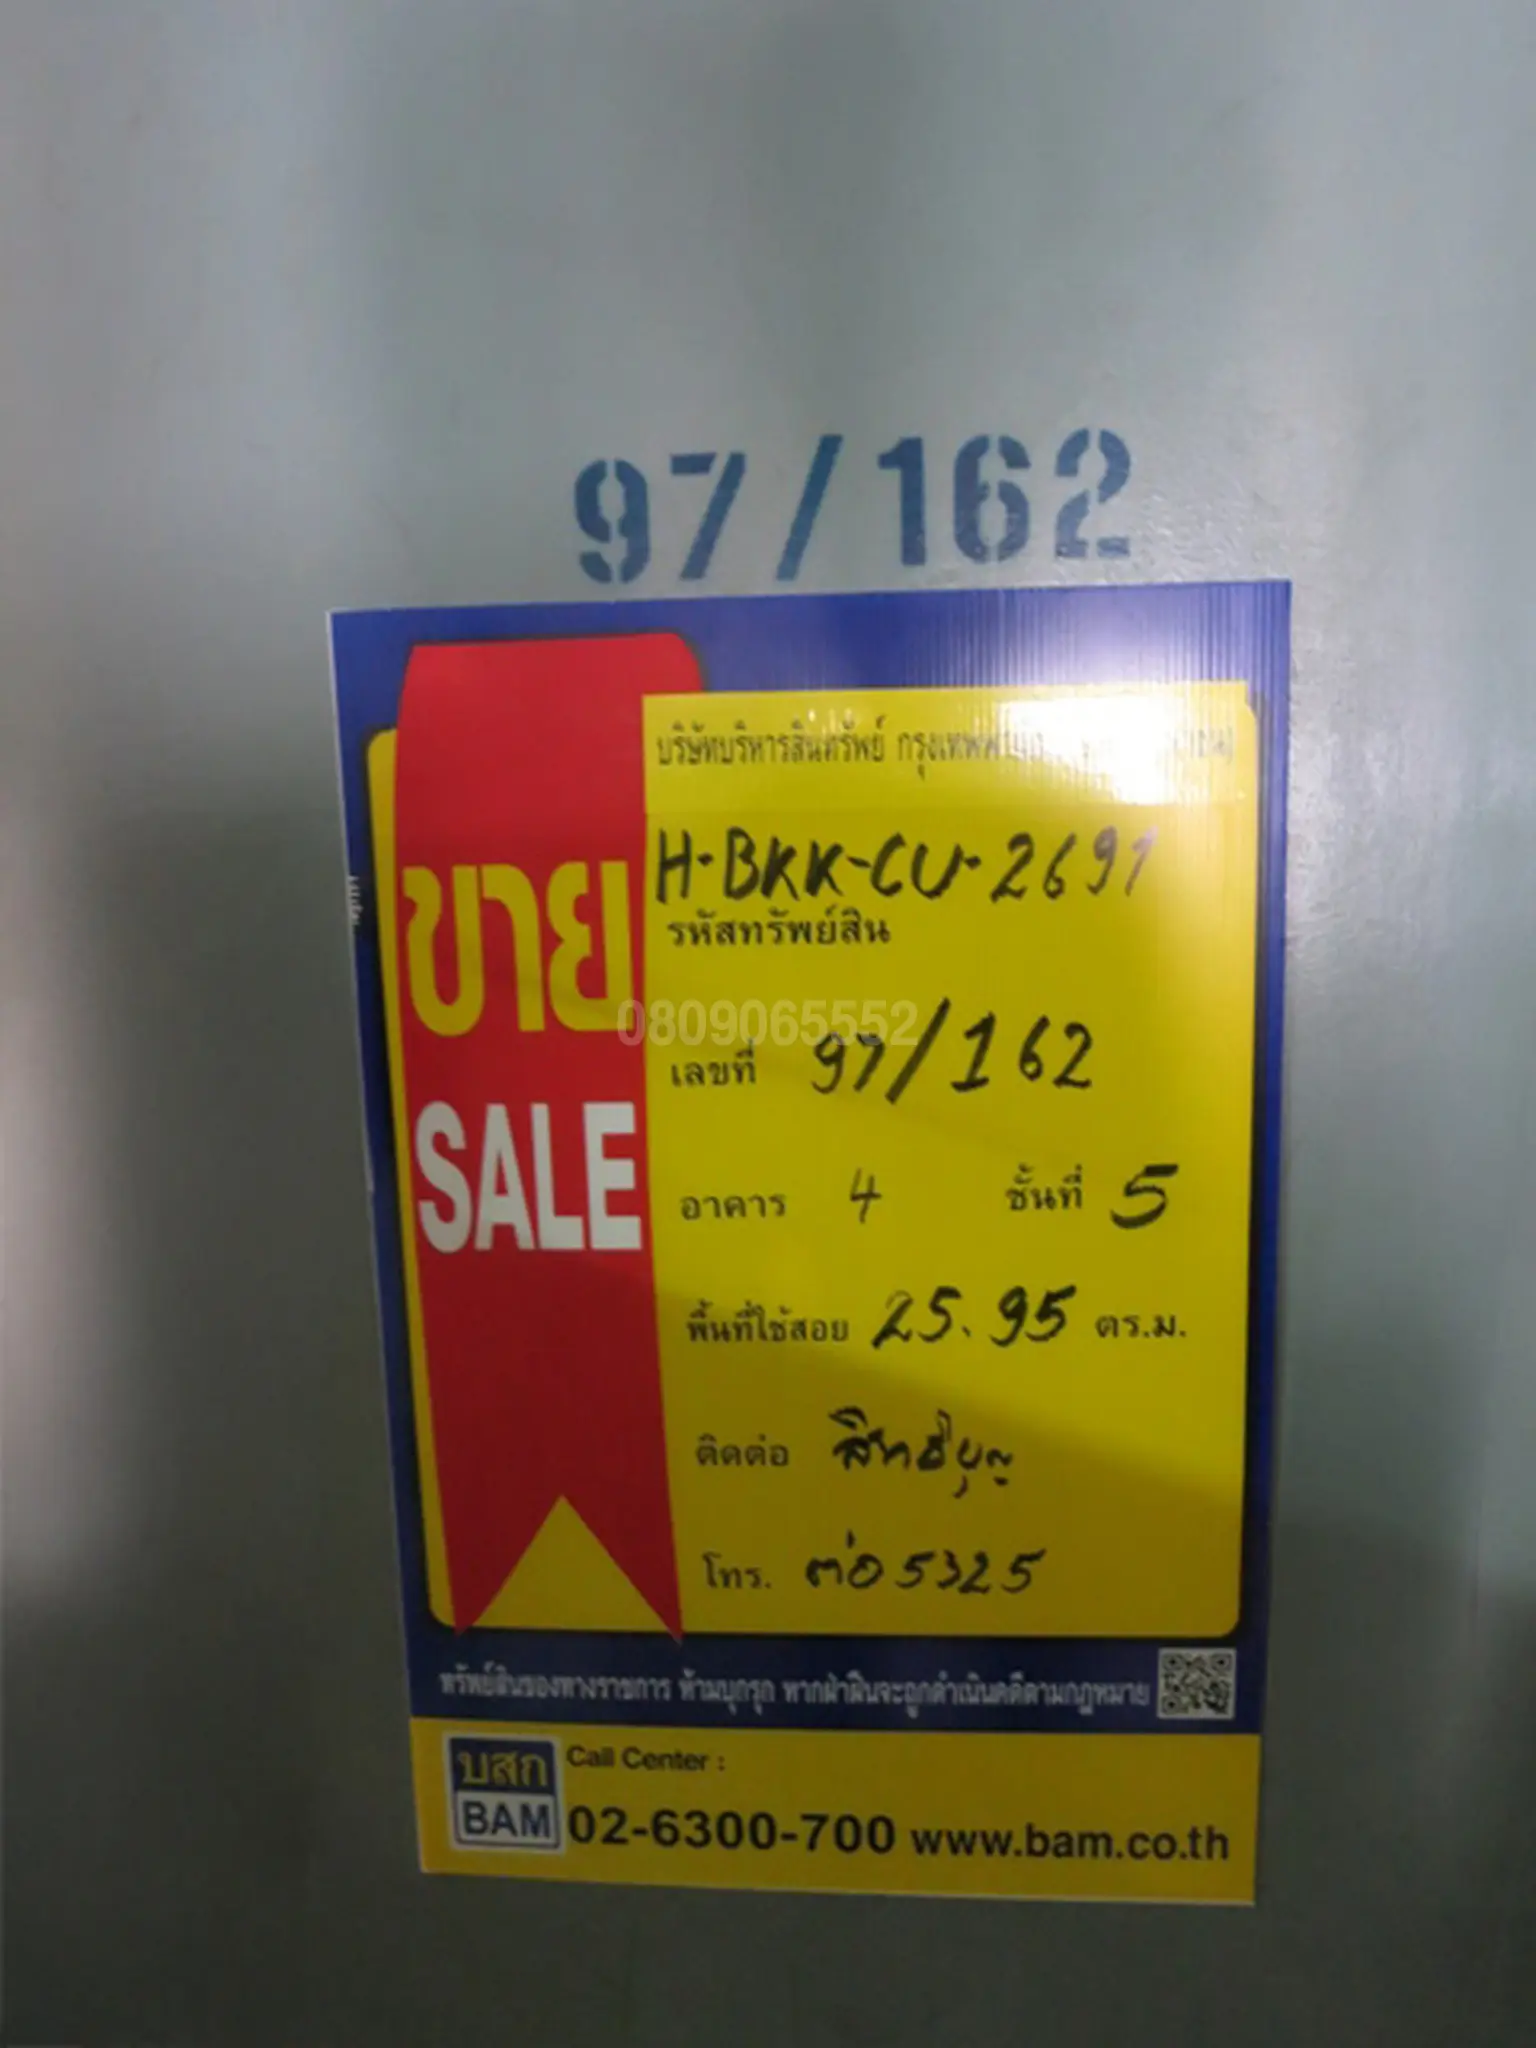 97/162
บริษัทบริหารสินทรัพย์ กรุงเทพพาณิช
H-BKK-CU-2691
รหัสทรัพย์สิน
ขาย
0809065552
เลขที่ 97/162
SALE
อาคาร 4 ชั้นที่ 5
พื้นที่ใช้สอย 25.95 ตร.ม.
ติดต่อ สิทธิบุญ
โทร. ต่อ 5325
ทรัพย์สินของทางราชการ ห้ามบุกรุก หากฝ่าฝืนจะถูกดำเนินคดีตามกฎหมาย
บสก
BAM
Call Center :
02-6300-700 www.bam.co.th